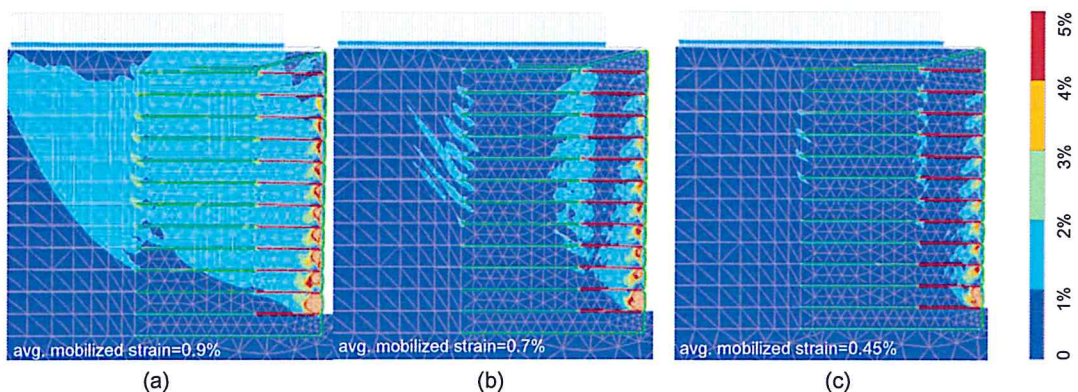 avg. mobilized strain=0.9%
avg. mobilized strain=0.7%
avg. mobilized strain=0.45%
(a)
(b)
(c)
5%
4%
3%
2%
1%
0